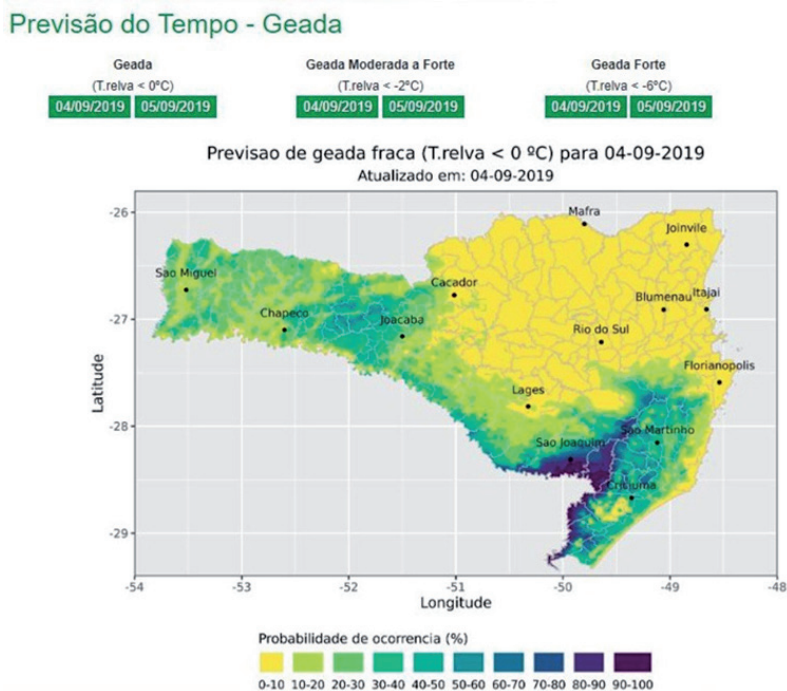 Previsão do Tempo - Geada
Geada
(T.relva < 0ºC)
04/09/2019 05/09/2019
Geada Moderada a Forte
(T.relva < -2ºC)
04/09/2019 05/09/2019
Geada Forte
(T.relva < -6ºC)
04/09/2019 05/09/2019
Previsao de geada fraca (T.relva < 0 ºC) para 04-09-2019
Atualizado em: 04-09-2019
Latitude
-26
-27
-28
-29
Mafra
Joinvile
Sao Miguel
Cacador
Blumenau
Itajai
Chapeco
Joacaba
Rio do Sul
Florianopolis
Lages
Sao Martinho
Sao Joaquim
Criciuma
-54 -53 -52 -51 -50 -49 -48
Longitude
Probabilidade de ocorrencia (%)
0-10 10-20 20-30 30-40 40-50 50-60 60-70 70-80 80-90 90-100